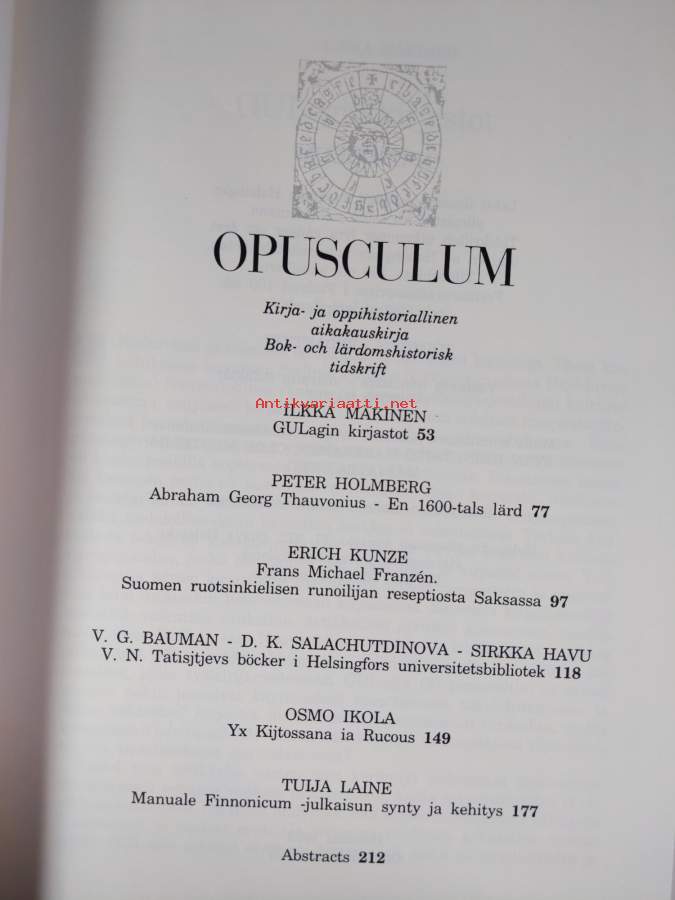 OPUSCULUM
Kirja- ja oppihistoriallinen
aikakauskirja
Bok- och lärdomshistorisk
tidskrift
Antikvariaatti.net
ILKKA MÄKINEN
GULagin kirjastot 53
PETER HOLMBERG
Abraham Georg Thauvonius - En 1600-tals lärd 77
ERICH KUNZE
Frans Michael Franzén.
Suomen ruotsinkielisen runoilijan reseptiosta Saksassa 97
V. G. BAUMAN - D. K. SALACHUTDINOVA - SIRKKA HAVU
V. N. Tatisjtjevs böcker i Helsingfors universitetsbibliotek 118
OSMO IKOLA
Yx Kijtossana ia Rucous 149
TUIJA LAINE
Manuale Finnonicum -julkaisun synty ja kehitys 177
Abstracts 212